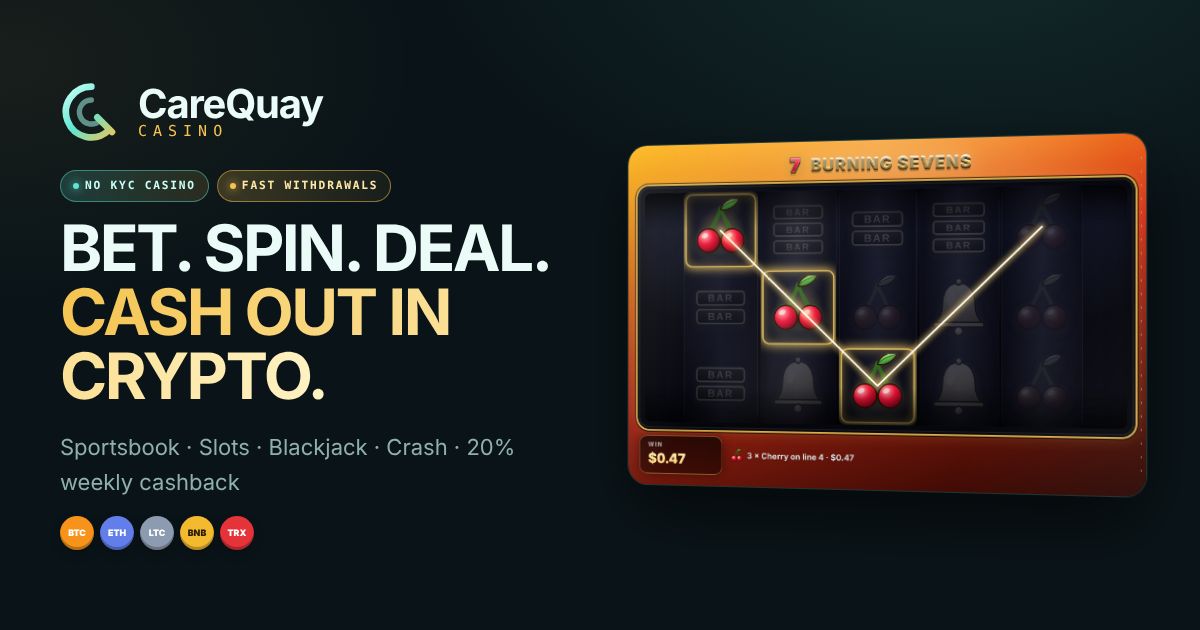 CareQuay
CASINO
NO KYC CASINO
FAST WITHDRAWALS
BET. SPIN. DEAL.
CASH OUT IN
CRYPTO.
Sportsbook · Slots · Blackjack · Crash · 20%
weekly cashback
BTC
ETH
LTC
BNB
TRX
7 BURNING SEVENS
BAR
BAR
BAR
BAR
BAR
BAR
BAR
BAR
BAR
BAR
BAR
BAR
WIN
$0.47
3 × Cherry on line 4 · $0.47